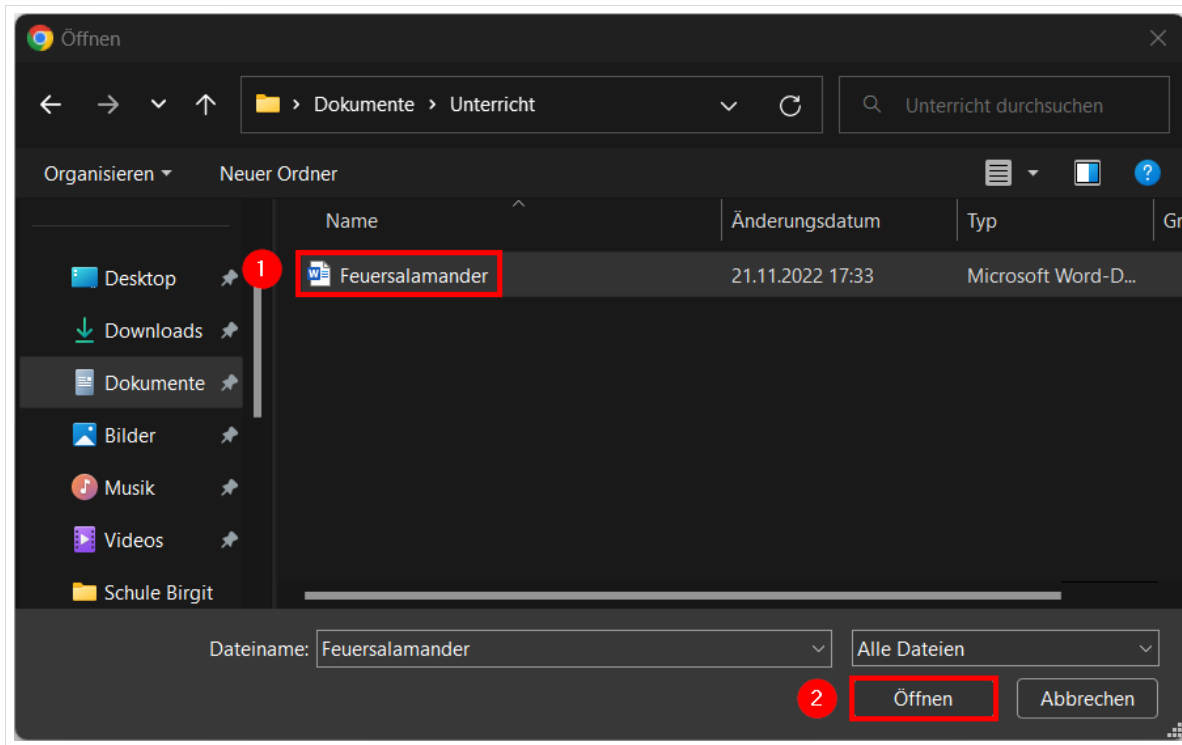 Öffnen
Dokumente › Unterricht
Unterricht durchsuchen
Organisieren Neuer Ordner ?
Name Änderungsdatum Typ Gr
1 Feuersalamander 21.11.2022 17:33 Microsoft Word-D...
Desktop
Downloads
Dokumente
Bilder
Musik
Videos
Schule Birgit
Dateiname: Feuersalamander Alle Dateien
2 Öffnen Abbrechen